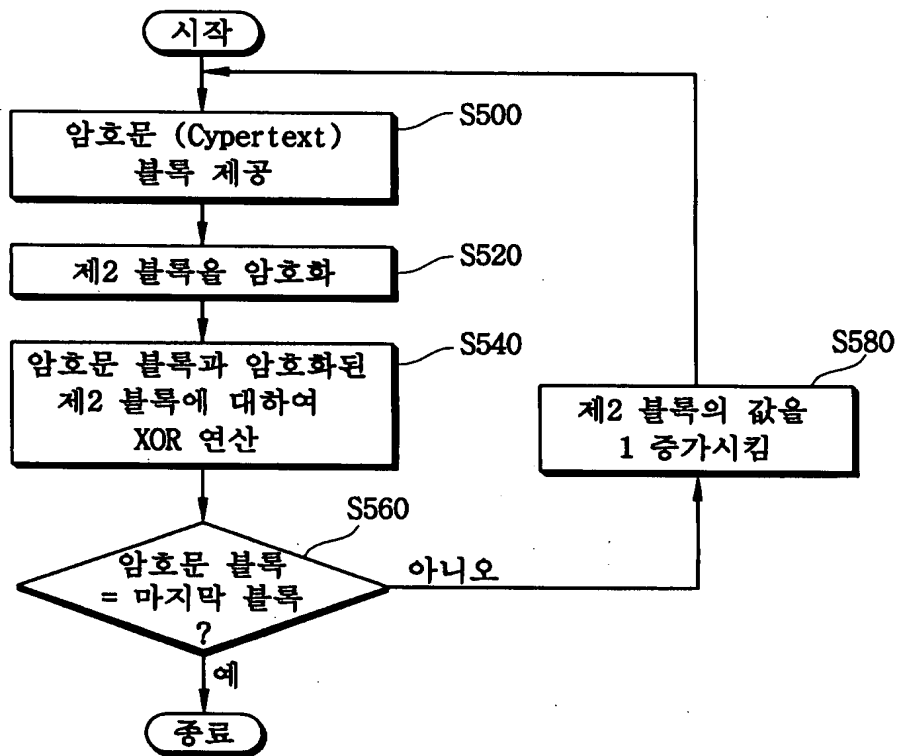 시작
암호문 (Cypertext)
블록 제공
S500
제2 블록을 암호화
S520
암호문 블록과 암호화된
제2 블록에 대하여
XOR 연산
S540
제2 블록의 값을
1 증가시킴
S580
암호문 블록
= 마지막 블록
?
S560
아니오
예
종료